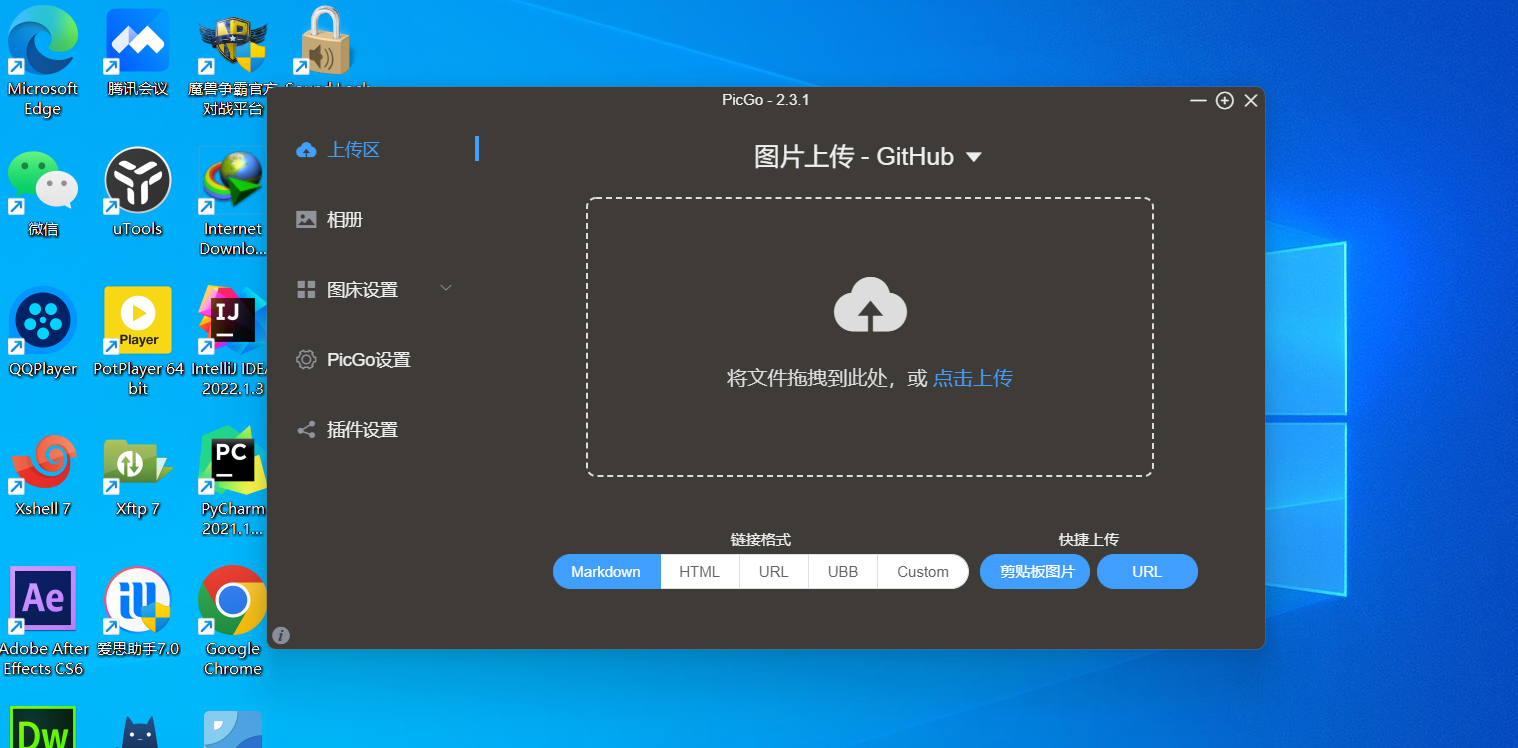 Microsoft
Edge
腾讯会议
魔兽争霸官方
对战平台
微信
uTools
Internet
Downlo...
QQPlayer
Player
PotPlayer 64
bit
IJ
IntelliJ IDEA
2022.1.3
Xshell 7
Xftp 7
PC
PyCharm
2021.1...
Ae
Adobe After
Effects CS6
爱思助手7.0
Google
Chrome
Dw
PicGo - 2.3.1
上传区
相册
图床设置
PicGo设置
插件设置
图片上传 - GitHub
将文件拖拽到此处，或 点击上传
链接格式
快捷上传
Markdown
HTML
URL
UBB
Custom
剪贴板图片
URL